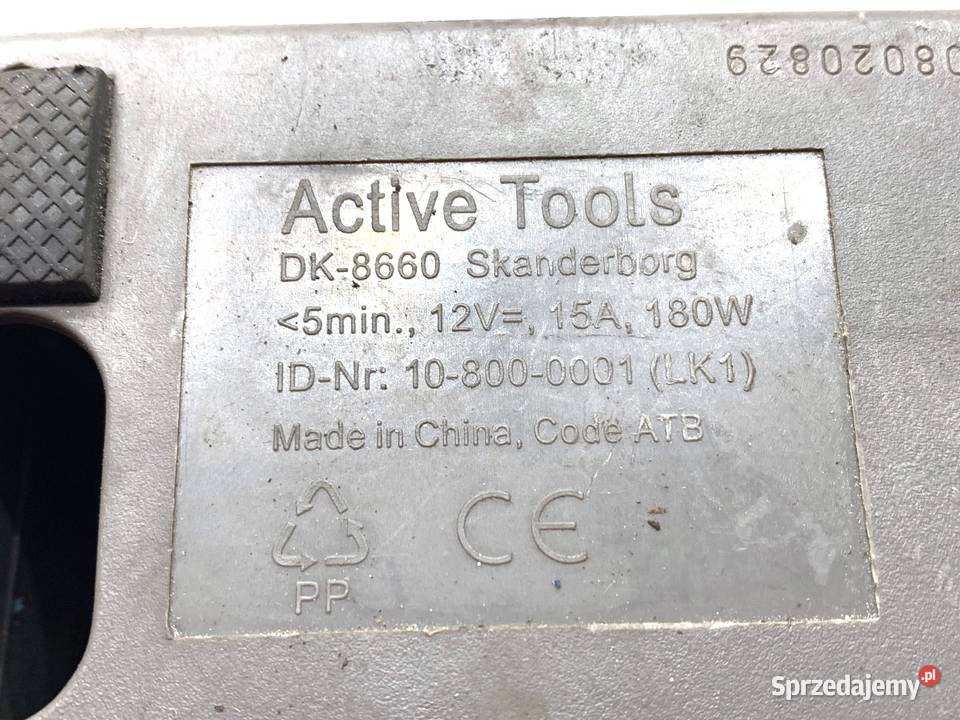 08020829
Active Tools
DK-8660 Skanderborg
<5min., 12V=, 15A, 180W
ID-Nr: 10-800-0001 (LK1)
Made in China, Code ATB
CE
PP
Sprzedajemy.pl